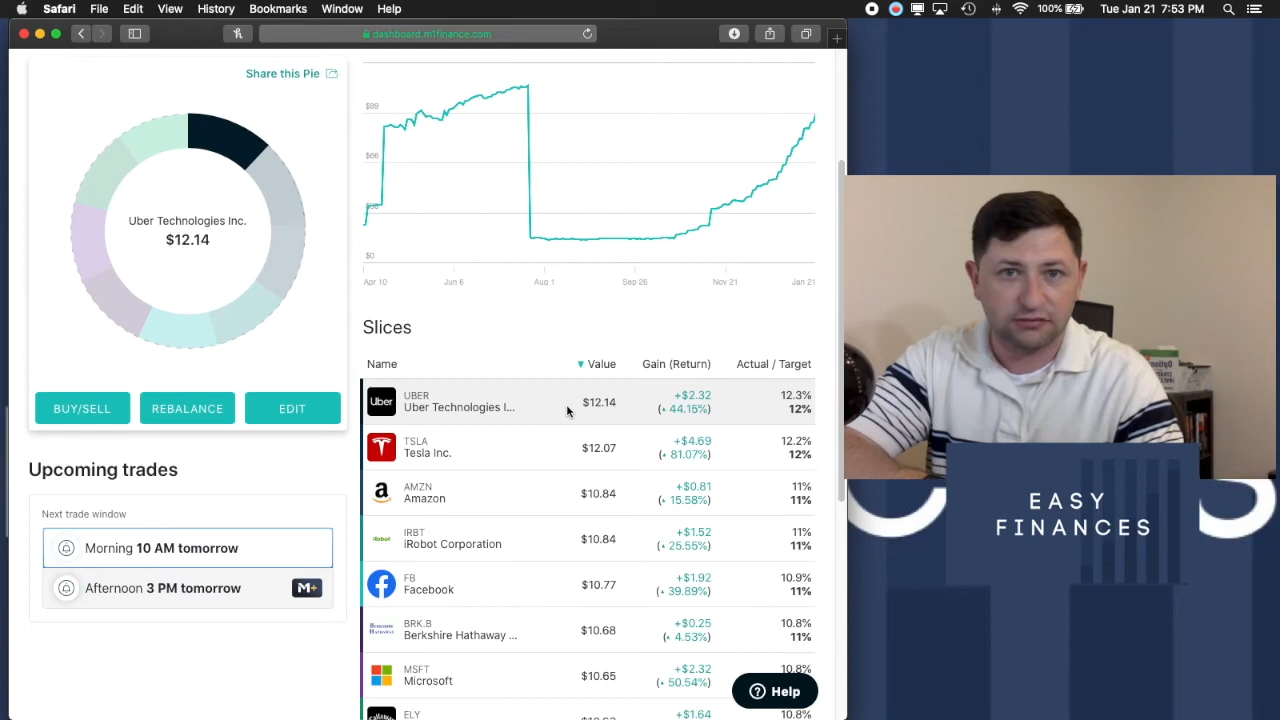 Safari File Edit View History Bookmarks Window Help
100% Tue Jan 21 7:53 PM
dashboard.m1finance.com
Share this Pie
Uber Technologies Inc.
$12.14
BUY/SELL REBALANCE EDIT
Upcoming trades
Next trade window
Morning 10 AM tomorrow
Afternoon 3 PM tomorrow M+
$99
$66
$0
Apr 10 Jun 6 Aug 1 Sep 26 Nov 21 Jan 21
Slices
Name Value Gain (Return) Actual / Target
Uber UBER
Uber Technologies I... $12.14 +$2.32 12.3%
(44.15%) 12%
TSLA
Tesla Inc. $12.07 +$4.69 12.2%
(81.07%) 12%
AMZN
Amazon $10.84 +$0.81 11%
(15.58%) 11%
iRobot IRBT
iRobot Corporation $10.84 +$1.52 11%
(25.55%) 11%
FB
Facebook $10.77 +$1.92 10.9%
(39.89%) 11%
BERKSHIRE HATHAWAY BRK.B
Berkshire Hathaway ... $10.68 +$0.25 10.8%
(4.53%) 11%
MSFT
Microsoft $10.65 +$2.32 10.8%
(50.54%)
Help
ELY
+$1.64 10.8%
EASY
FINANCES